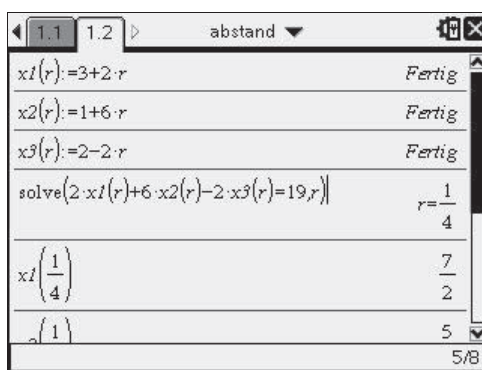 1.1 1.2 abstand
x1(r):=3+2·r Fertig
x2(r):=1+6·r Fertig
x3(r):=2−2·r Fertig
solve(2·x1(r)+6·x2(r)−2·x3(r)=19,r) r=1/4
x1(1/4) 7/2
(1 5
5/8